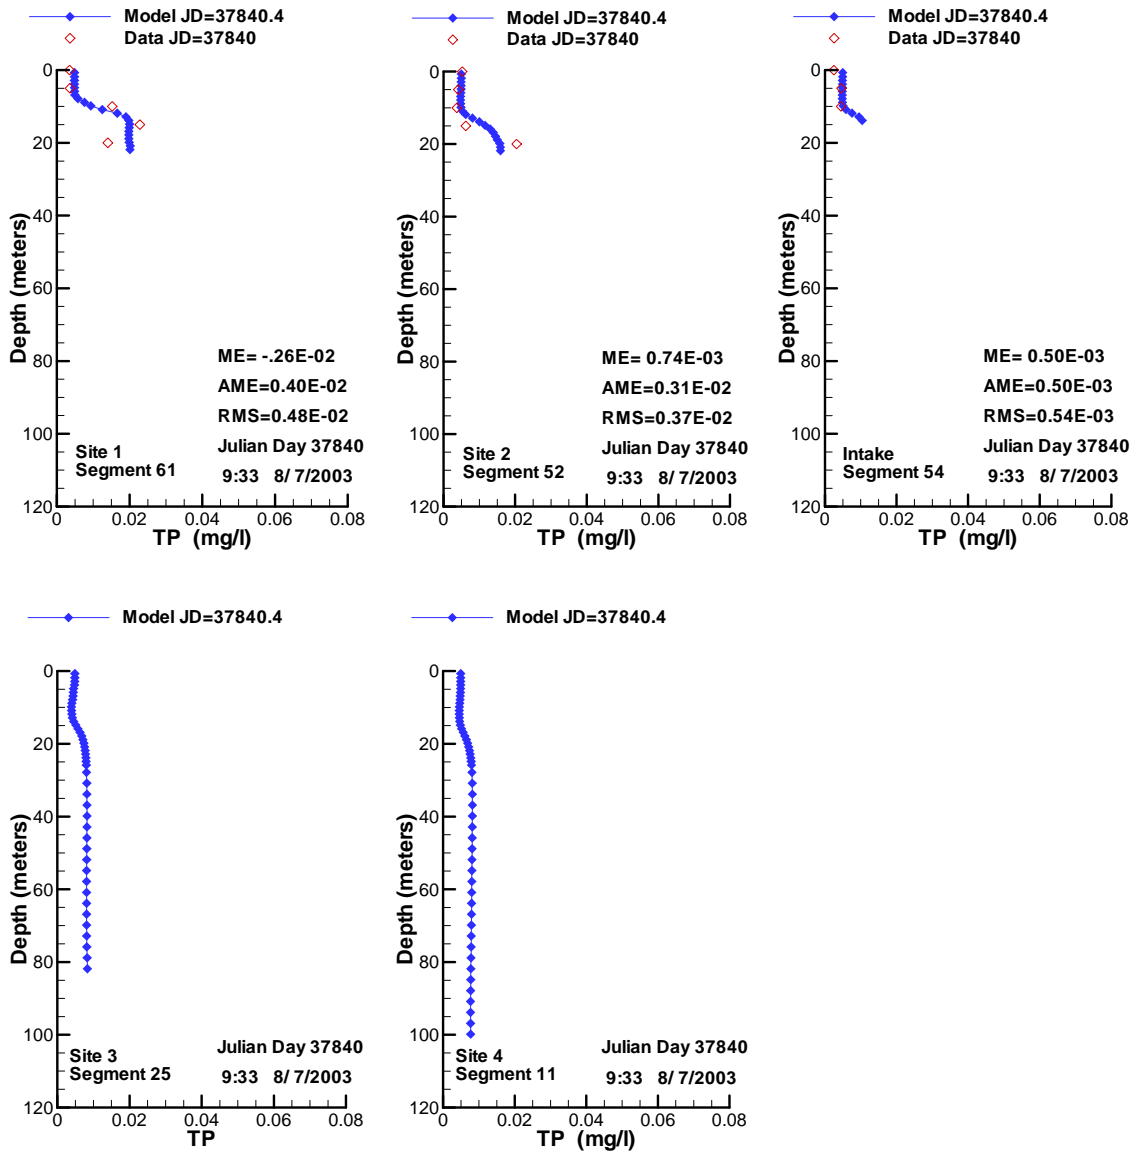 Model JD=37840.4
Data JD=37840
0
20
40
60
80
100
120
Depth (meters)
ME= -.26E-02
AME=0.40E-02
RMS=0.48E-02
Site 1
Segment 61
Julian Day 37840
9:33 8/ 7/2003
0 0.02 0.04 0.06 0.08
TP (mg/l)
Model JD=37840.4
Data JD=37840
0
20
40
60
80
100
120
Depth (meters)
ME= 0.74E-03
AME=0.31E-02
RMS=0.37E-02
Site 2
Segment 52
Julian Day 37840
9:33 8/ 7/2003
0 0.02 0.04 0.06 0.08
TP (mg/l)
Model JD=37840.4
Data JD=37840
0
20
40
60
80
100
120
Depth (meters)
ME= 0.50E-03
AME=0.50E-03
RMS=0.54E-03
Intake
Segment 54
Julian Day 37840
9:33 8/ 7/2003
0 0.02 0.04 0.06 0.08
TP (mg/l)
Model JD=37840.4
0
20
40
60
80
100
120
Depth (meters)
Site 3
Segment 25
Julian Day 37840
9:33 8/ 7/2003
0 0.02 0.04 0.06 0.08
TP
Model JD=37840.4
0
20
40
60
80
100
120
Depth (meters)
Site 4
Segment 11
Julian Day 37840
9:33 8/ 7/2003
0 0.02 0.04 0.06 0.08
TP (mg/l)